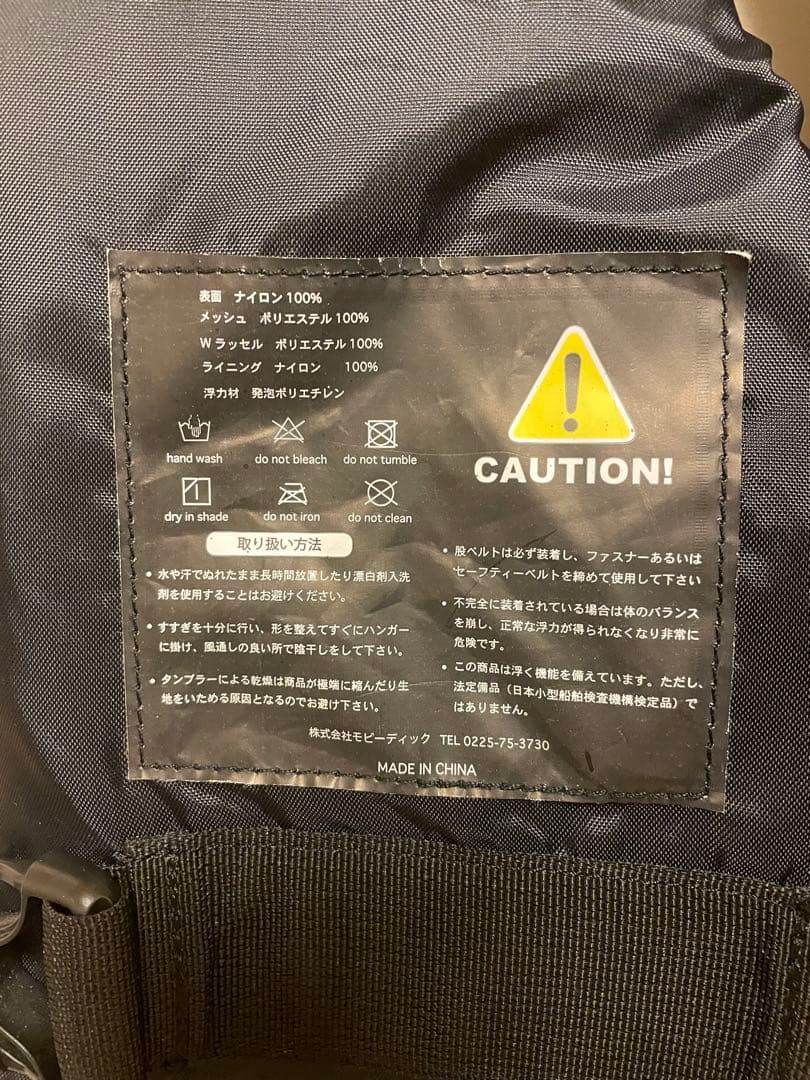 表面 ナイロン100%
メッシュ ポリエステル100%
Wラッセル ポリエステル100%
ライニング ナイロン 100%
浮力材 発泡ポリエチレン
hand wash
do not bleach
do not tumble
dry in shade
do not iron
do not clean
取り扱い方法
• 水や汗でぬれたまま長時間放置したり漂白剤入洗
剤を使用することはお避けください。
• すすぎを十分に行い、形を整えてすぐにハンガー
に掛け、風通しの良い所で陰干しをして下さい。
• タンブラーによる乾燥は商品が極端に縮んだり生
地をいためる原因となるのでお避け下さい。
CAUTION!
• 股ベルトは必ず装着し、ファスナーあるいは
セーフティーベルトを締めて使用して下さい
• 不完全に装着されている場合は体のバランス
を崩し、正常な浮力が得られなくなり非常に
危険です。
• この商品は浮く機能を備えています。ただし、
法定備品（日本小型船舶検査機構検定品）で
はありません。
株式会社モビーディック TEL 0225-75-3730
MADE IN CHINA